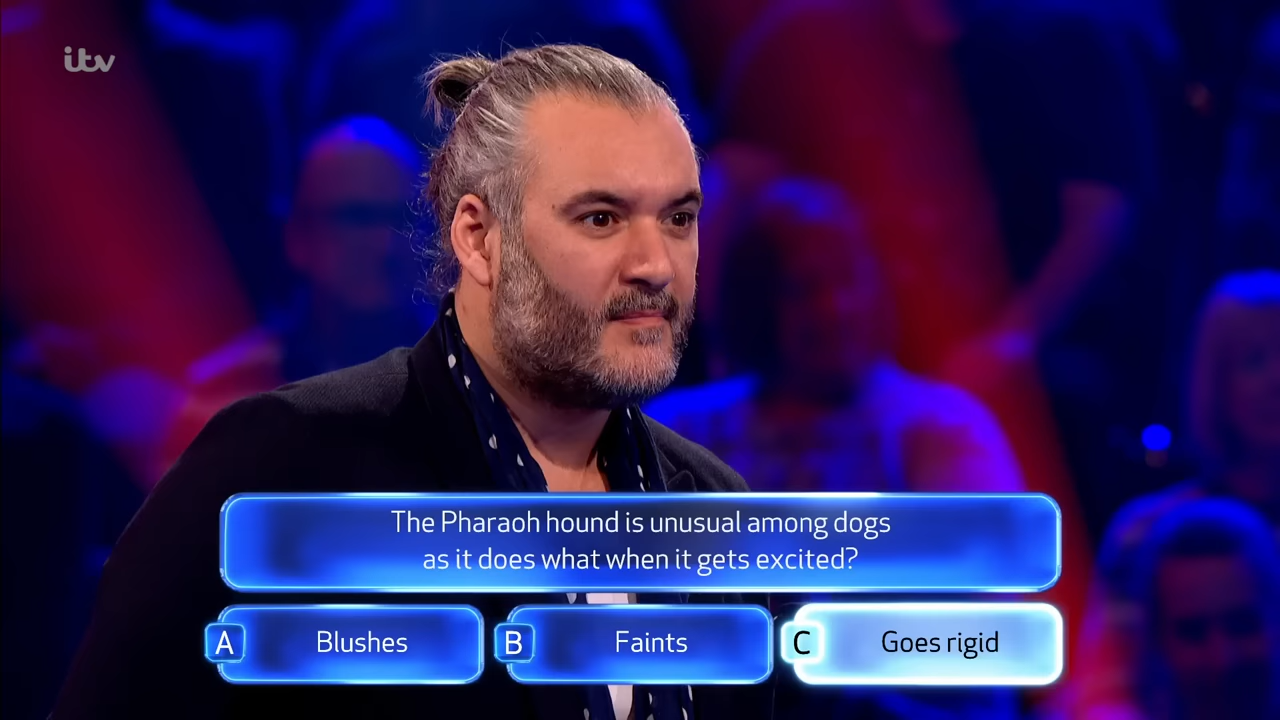 itv
The Pharaoh hound is unusual among dogs
as it does what when it gets excited?
A Blushes
B Faints
C Goes rigid